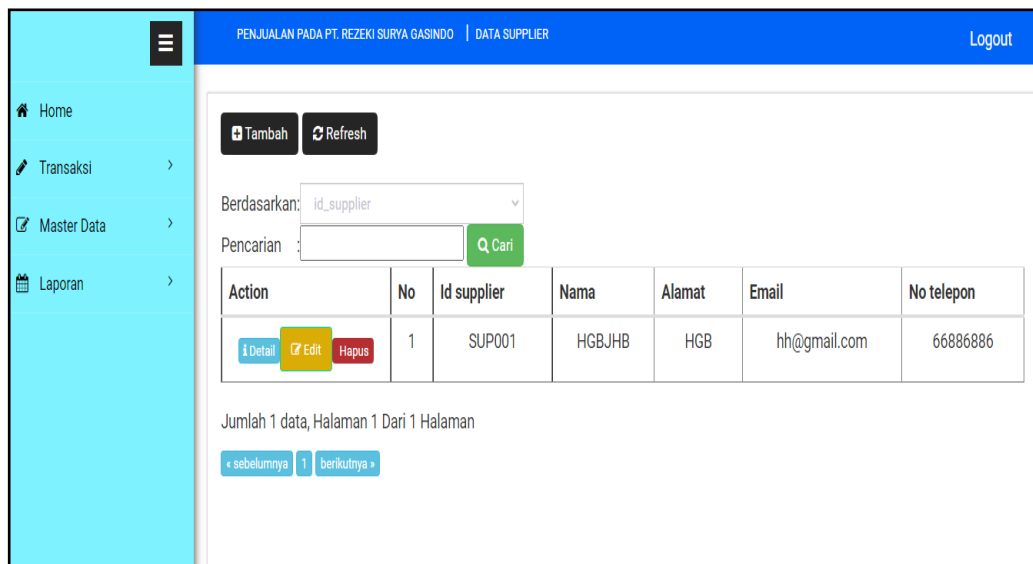 PENJUALAN PADA PT. REZEKI SURYA GASINDO | DATA SUPPLIER
Logout
Home
Transaksi
Master Data
Laporan
Tambah Refresh
Berdasarkan: id_supplier
Pencarian : Cari
Action No Id supplier Nama Alamat Email No telepon
Detail Edit Hapus 1 SUP001 HGBJHB HGB hh@gmail.com 66886886
Jumlah 1 data, Halaman 1 Dari 1 Halaman
« sebelumnya 1 berikutnya »